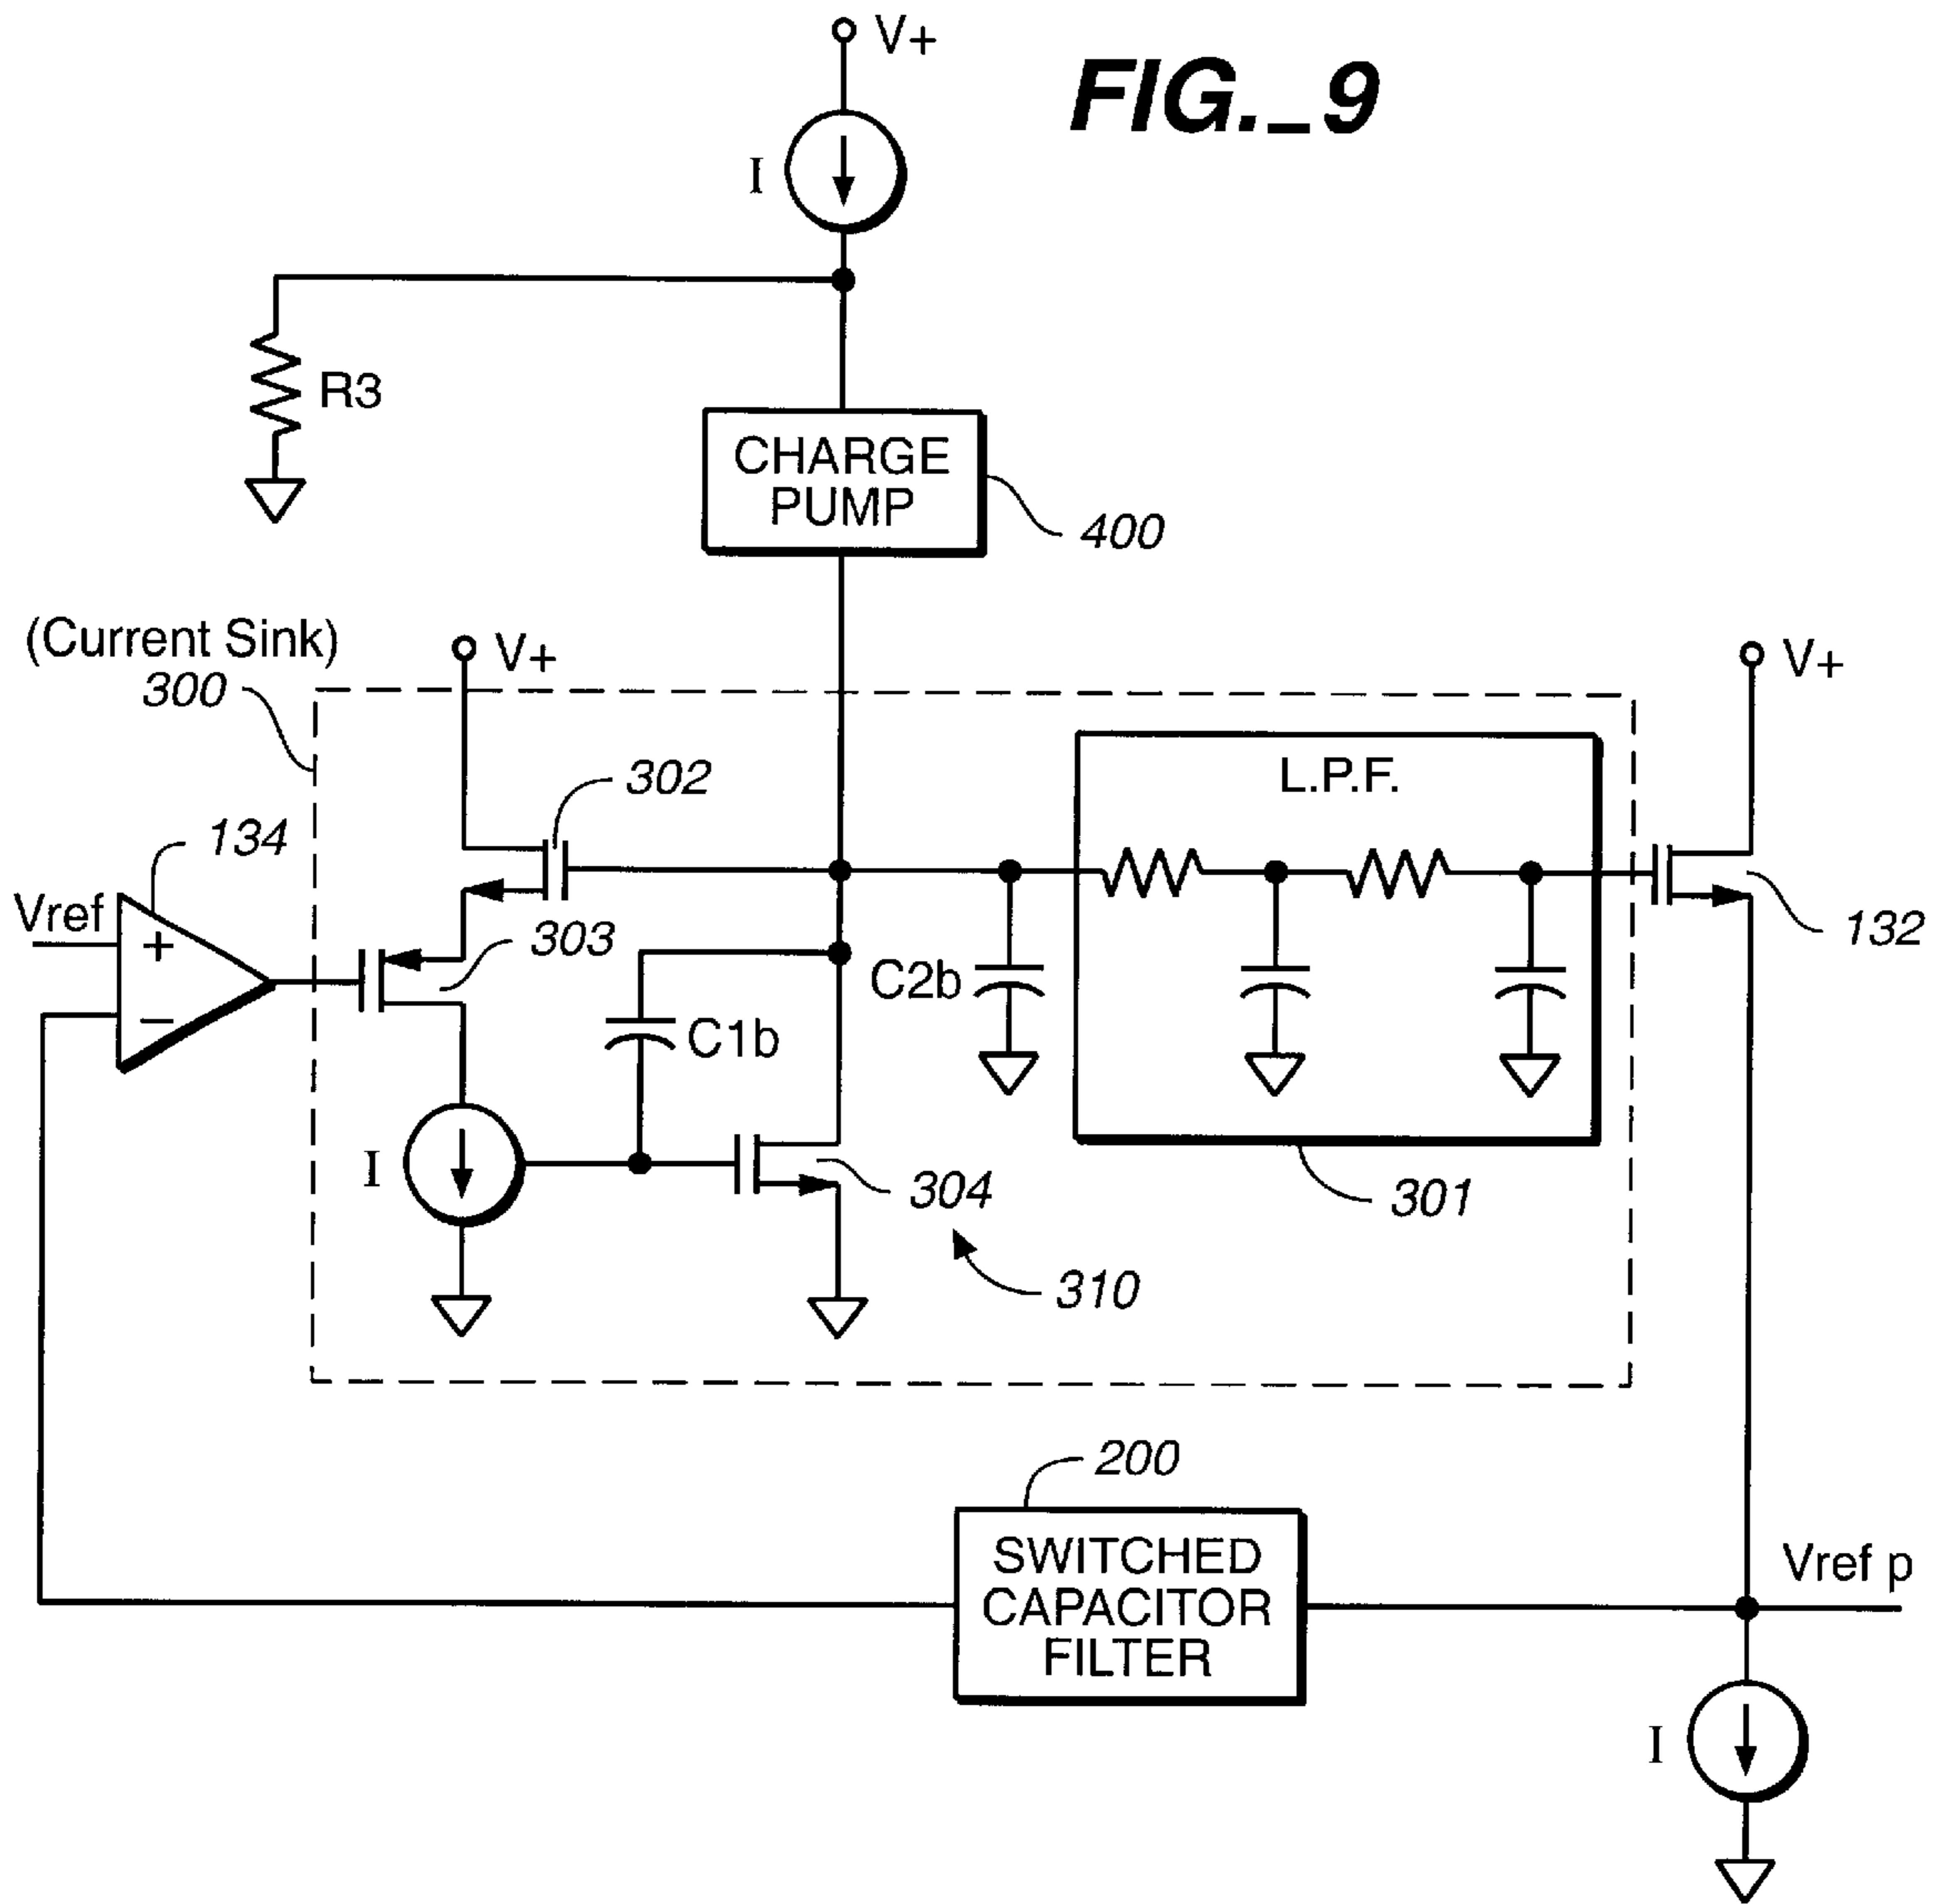 V+
FIG._9
I
R3
CHARGE
PUMP
400
(Current Sink)
300
V+
V+
L.P.F.
302
134
Vref
+
303
132
−
C2b
C1b
I
304
301
310
200
SWITCHED
CAPACITOR
FILTER
Vref p
I